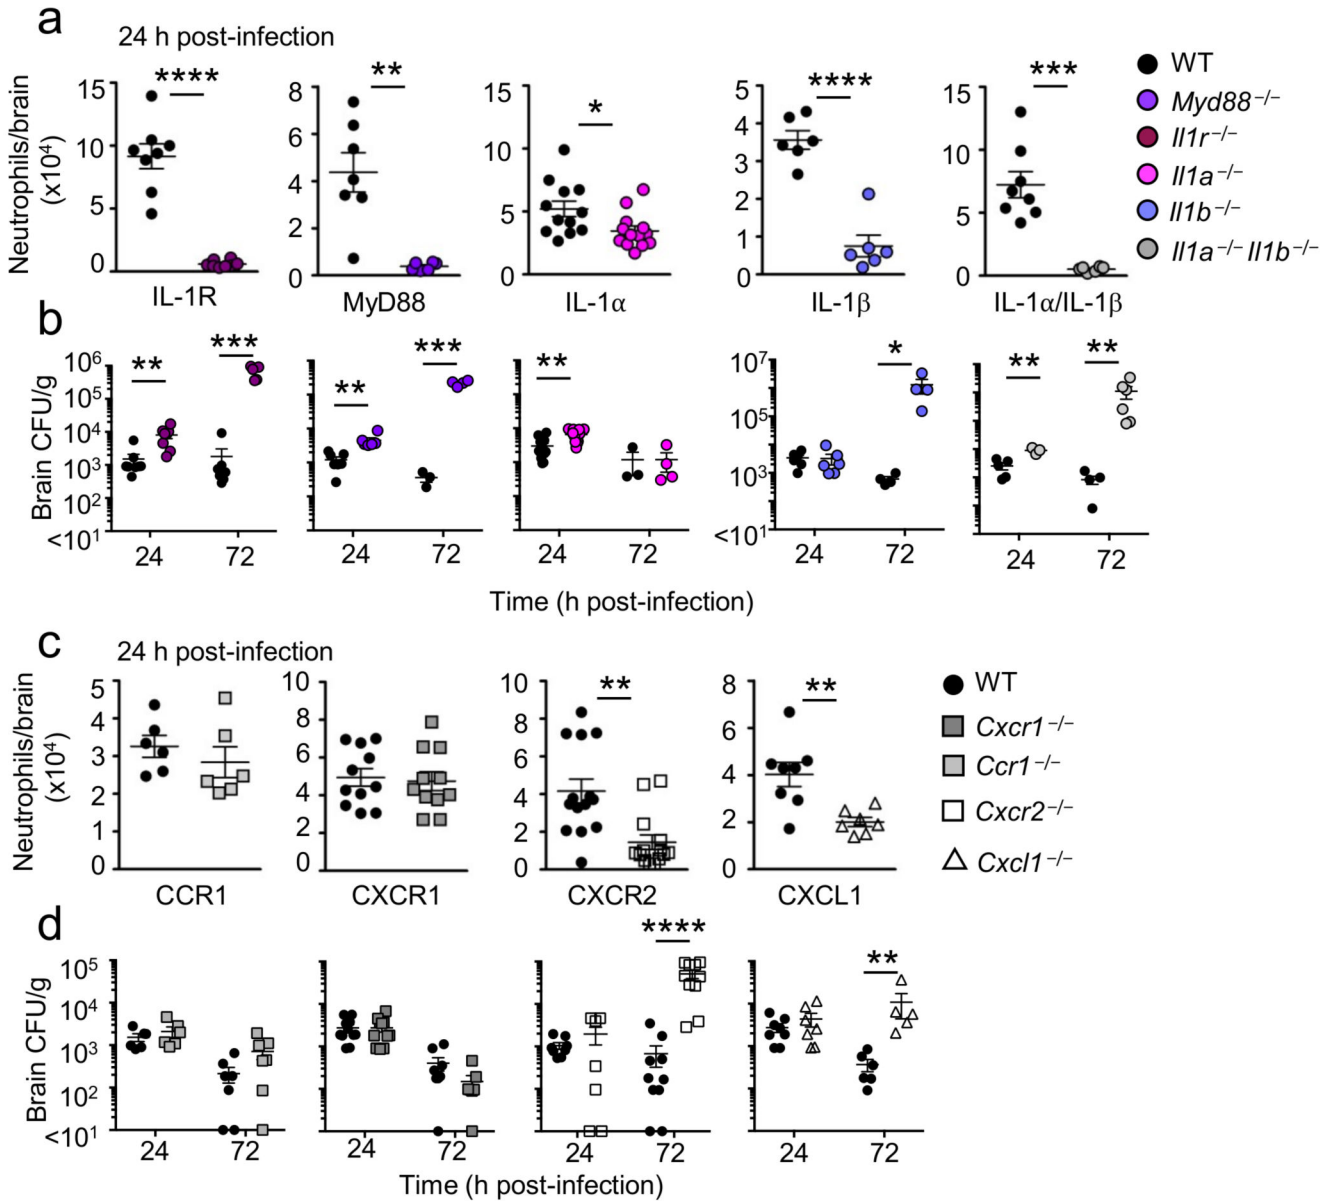 a
24 h post-infection
Neutrophils/brain
(x10⁴)
15
10
5
0
****
IL-1R
8
6
4
2
0
**
MyD88
15
10
5
0
*
IL-1α
5
4
3
2
1
0
****
IL-1β
15
10
5
0
***
IL-1α/IL-1β
WT
Myd88⁻/⁻
Il1r⁻/⁻
Il1a⁻/⁻
Il1b⁻/⁻
Il1a⁻/⁻ Il1b⁻/⁻
b
Brain CFU/g
10⁶
10⁵
10⁴
10³
10²
<10¹
** ***
24 72
** ***
24 72
**
24 72
10⁷
10⁵
10³
<10¹
*
24 72
** **
24 72
Time (h post-infection)
c
24 h post-infection
Neutrophils/brain
(x10⁴)
5
4
3
2
1
0
CCR1
10
8
6
4
2
0
CXCR1
10
8
6
4
2
0
**
CXCR2
8
6
4
2
0
**
CXCL1
WT
Cxcr1⁻/⁻
Ccr1⁻/⁻
Cxcr2⁻/⁻
Cxcl1⁻/⁻
d
Brain CFU/g
10⁵
10⁴
10³
10²
<10¹
24 72
24 72
****
24 72
**
24 72
Time (h post-infection)